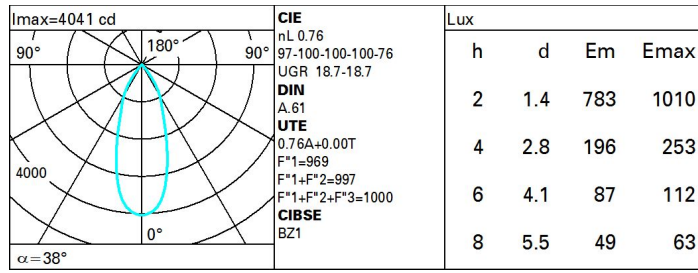 Imax=4041 cd
90°
180°
90°
4000
0°
α=38°
CIE
nL 0.76
97-100-100-100-76
UGR 18.7-18.7
DIN
A.61
UTE
0.76A+0.00T
F"1=969
F"1+F"2=997
F"1+F"2+F"3=1000
CIBSE
BZ1
Lux
h d Em Emax
2 1.4 783 1010
4 2.8 196 253
6 4.1 87 112
8 5.5 49 63